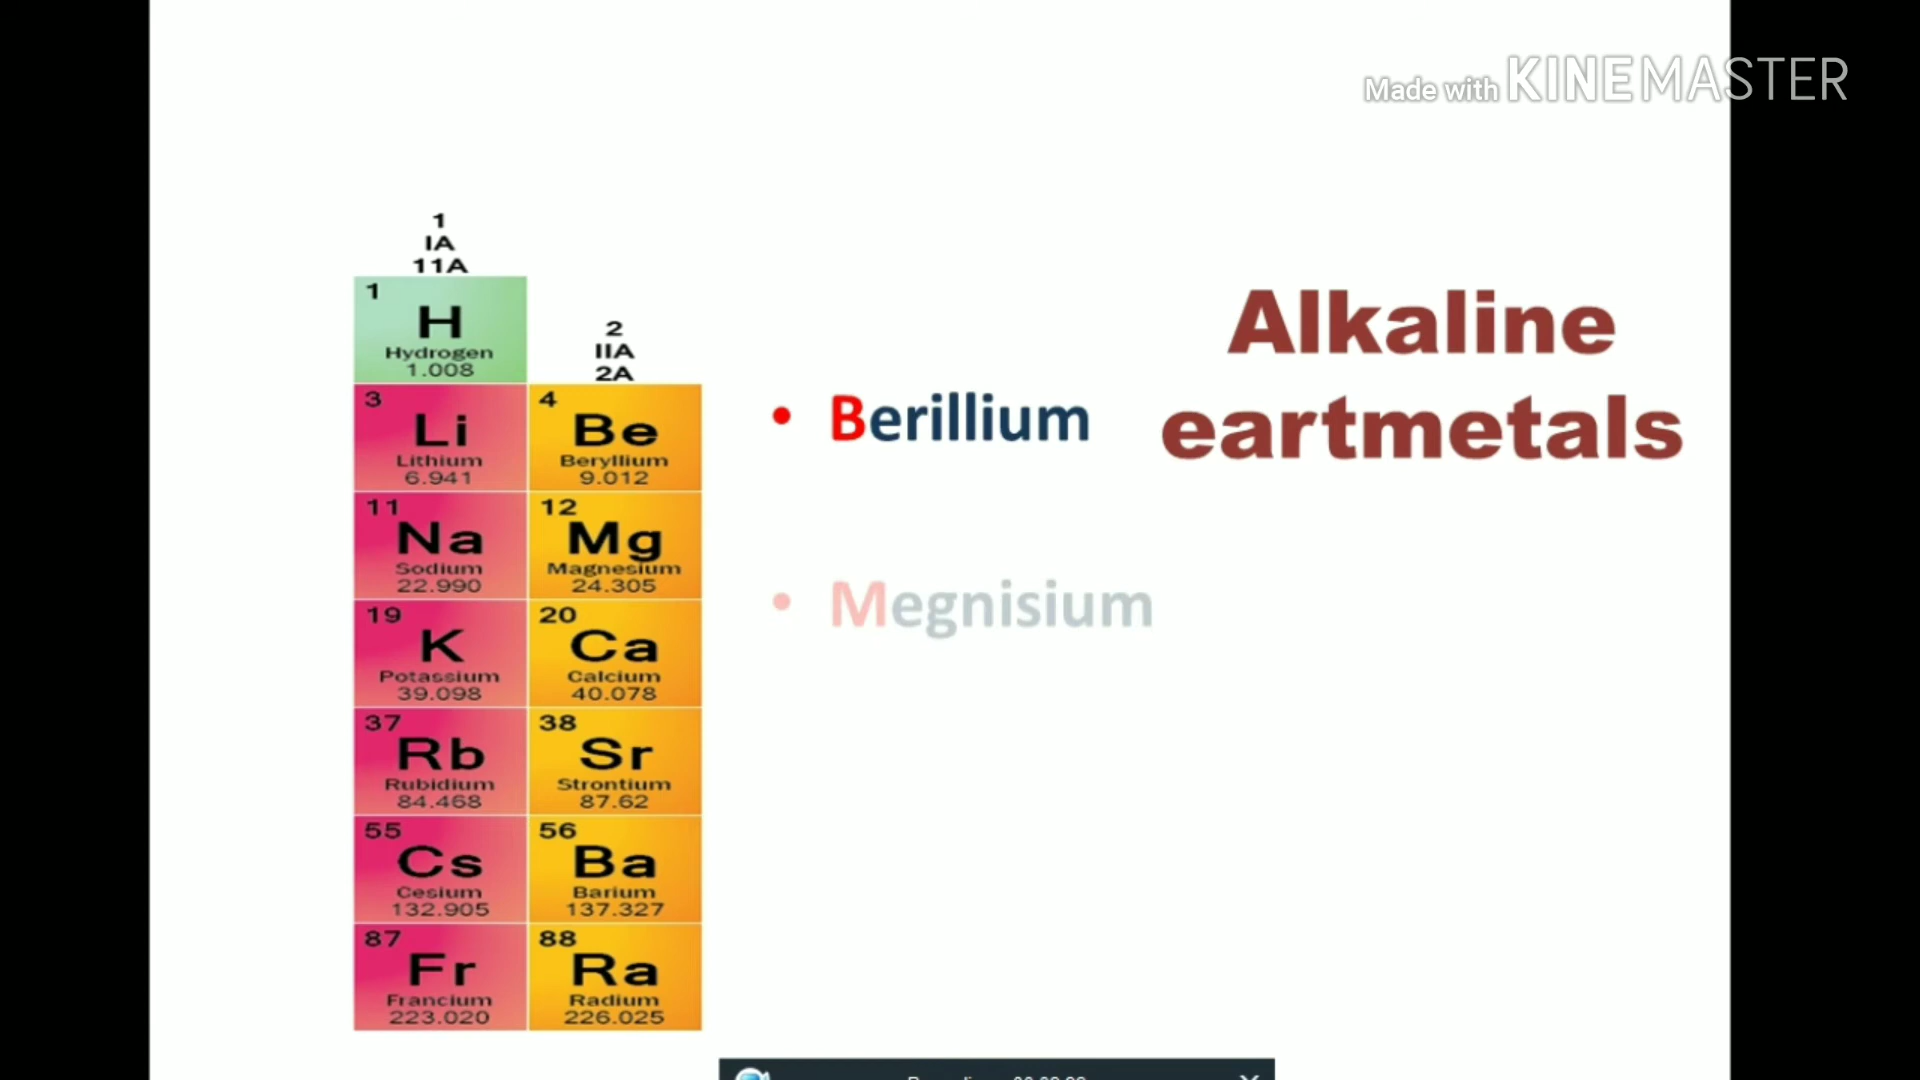 Made with KINEMASTER
1
IA
11A
1
H
Hydrogen
1.008
2
IIA
2A
3
Li
Lithium
6.941
4
Be
Beryllium
9.012
11
Na
Sodium
22.990
12
Mg
Magnesium
24.305
19
K
Potassium
39.098
20
Ca
Calcium
40.078
37
Rb
Rubidium
84.468
38
Sr
Strontium
87.62
55
Cs
Cesium
132.905
56
Ba
Barium
137.327
87
Fr
Francium
223.020
88
Ra
Radium
226.025
• Berillium
• Megnisium
Alkaline
eartmetals